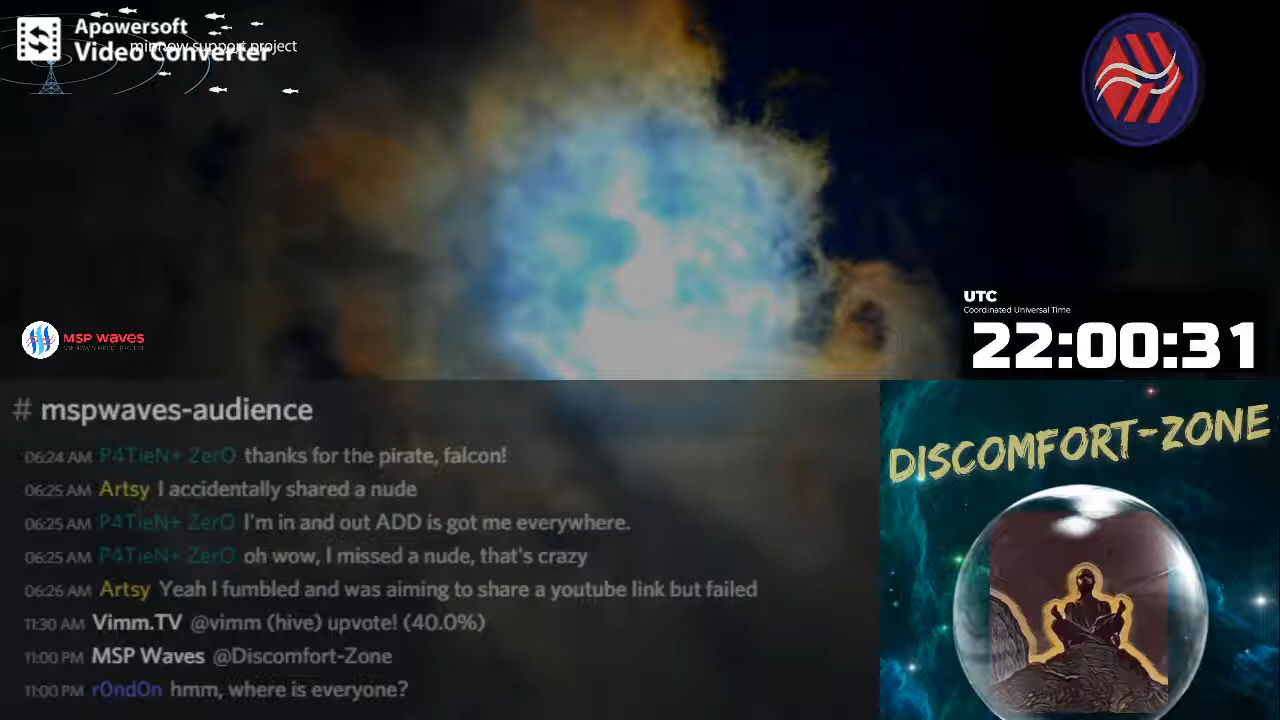 Apowersoft
Video Converter
minnow support project
UTC
Coordinated Universal Time
22:00:31
MSP WAVES
# mspwaves-audience
06:24 AM P4TieN+ ZerO thanks for the pirate, falcon!
06:25 AM Artsy I accidentally shared a nude
06:25 AM P4TieN+ ZerO I'm in and out ADD is got me everywhere.
06:25 AM P4TieN+ ZerO oh wow, I missed a nude, that's crazy
06:26 AM Artsy Yeah I fumbled and was aiming to share a youtube link but failed
11:30 AM Vimm.TV @vimm (hive) upvote! (40.0%)
11:00 PM MSP Waves @Discomfort-Zone
11:00 PM r0ndOn hmm, where is everyone?
DISCOMFORT-ZONE